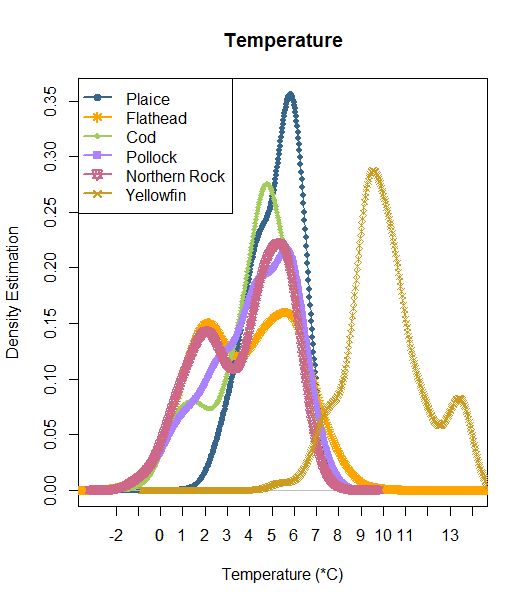 Temperature
Plaice
Flathead
Cod
Pollock
Northern Rock
Yellowfin
Density Estimation
0.35
0.30
0.25
0.20
0.15
0.10
0.05
0.00
-2 0 1 2 3 4 5 6 7 8 9 10 11 13
Temperature (*C)